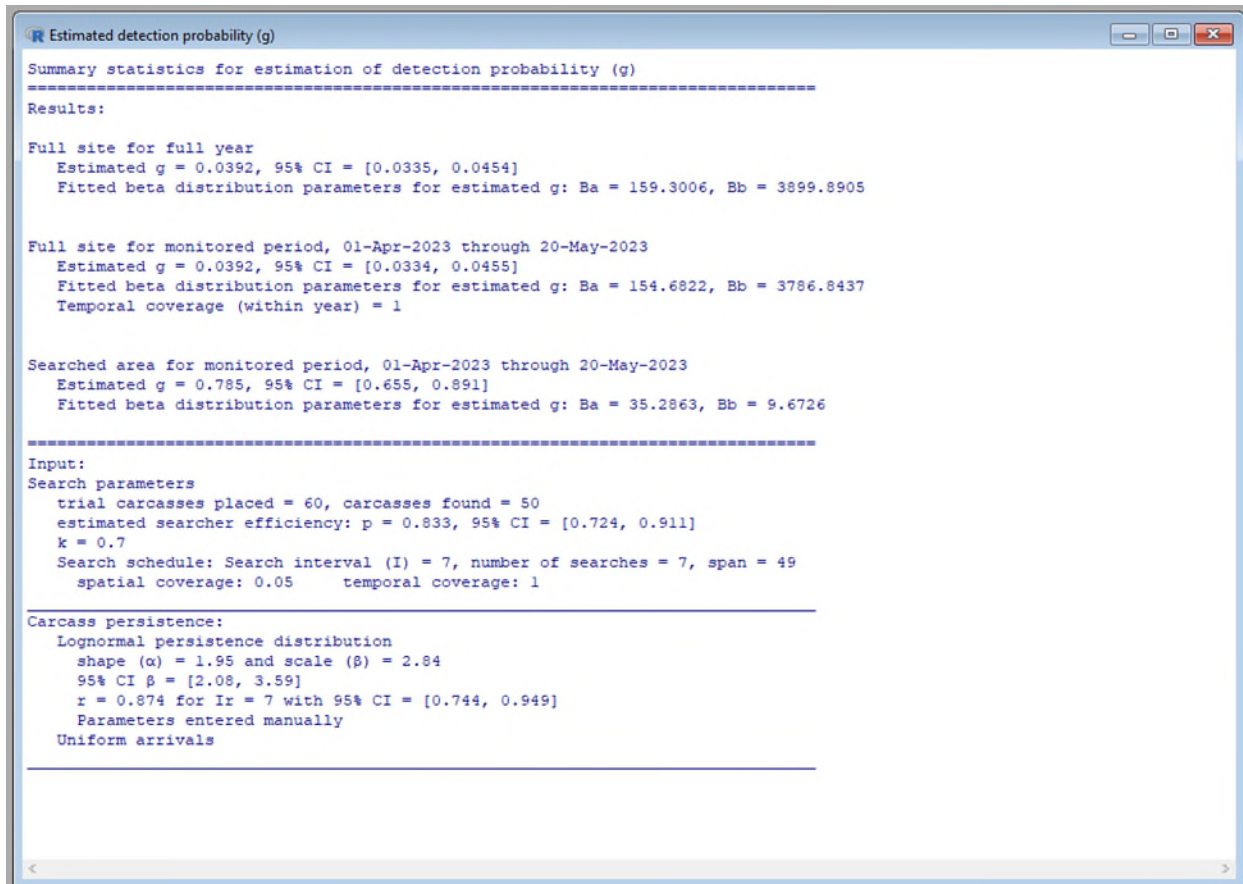 Estimated detection probability (g)
Summary statistics for estimation of detection probability (g)
================================================================================
Results:
Full site for full year
Estimated g = 0.0392, 95% CI = [0.0335, 0.0454]
Fitted beta distribution parameters for estimated g: Ba = 159.3006, Bb = 3899.8905
Full site for monitored period, 01-Apr-2023 through 20-May-2023
Estimated g = 0.0392, 95% CI = [0.0334, 0.0455]
Fitted beta distribution parameters for estimated g: Ba = 154.6822, Bb = 3786.8437
Temporal coverage (within year) = 1
Searched area for monitored period, 01-Apr-2023 through 20-May-2023
Estimated g = 0.785, 95% CI = [0.655, 0.891]
Fitted beta distribution parameters for estimated g: Ba = 35.2863, Bb = 9.6726
================================================================================
Input:
Search parameters
trial carcasses placed = 60, carcasses found = 50
estimated searcher efficiency: p = 0.833, 95% CI = [0.724, 0.911]
k = 0.7
Search schedule: Search interval (I) = 7, number of searches = 7, span = 49
spatial coverage: 0.05     temporal coverage: 1
________________________________________________________________________________
Carcass persistence:
Lognormal persistence distribution
shape (α) = 1.95 and scale (β) = 2.84
95% CI β = [2.08, 3.59]
r = 0.874 for Ir = 7 with 95% CI = [0.744, 0.949]
Parameters entered manually
Uniform arrivals
________________________________________________________________________________